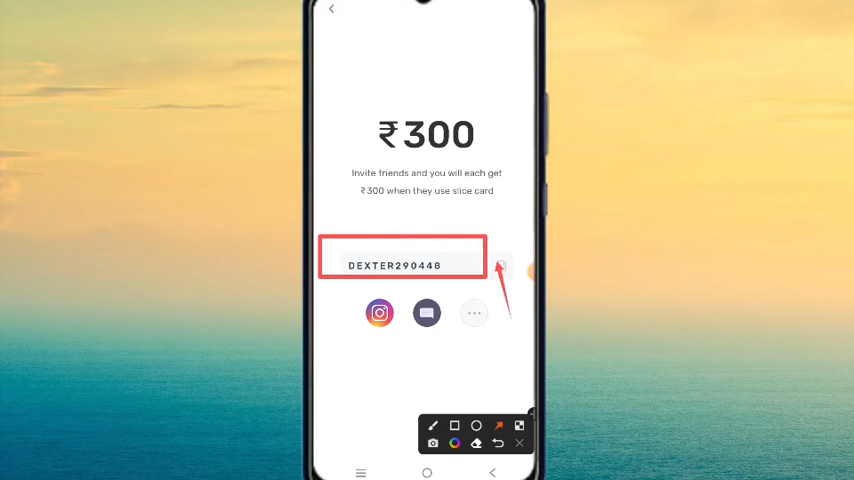 ₹300
Invite friends and you will each get
₹300 when they use slice card
DEXTER290448